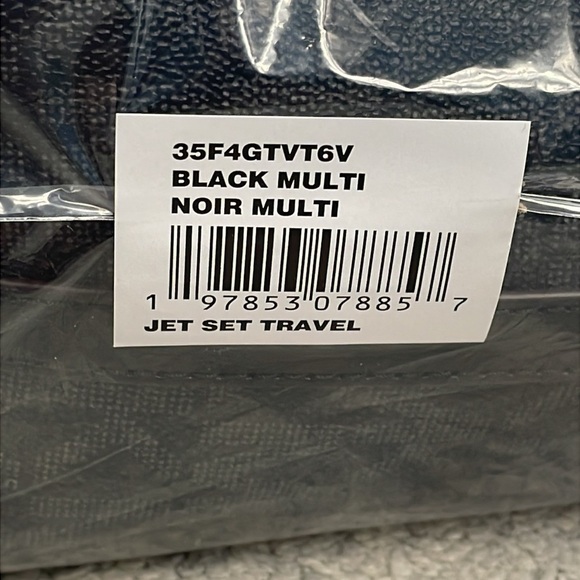 35F4GTVT6V
BLACK MULTI
NOIR MULTI
1 97853 07885 7
JET SET TRAVEL